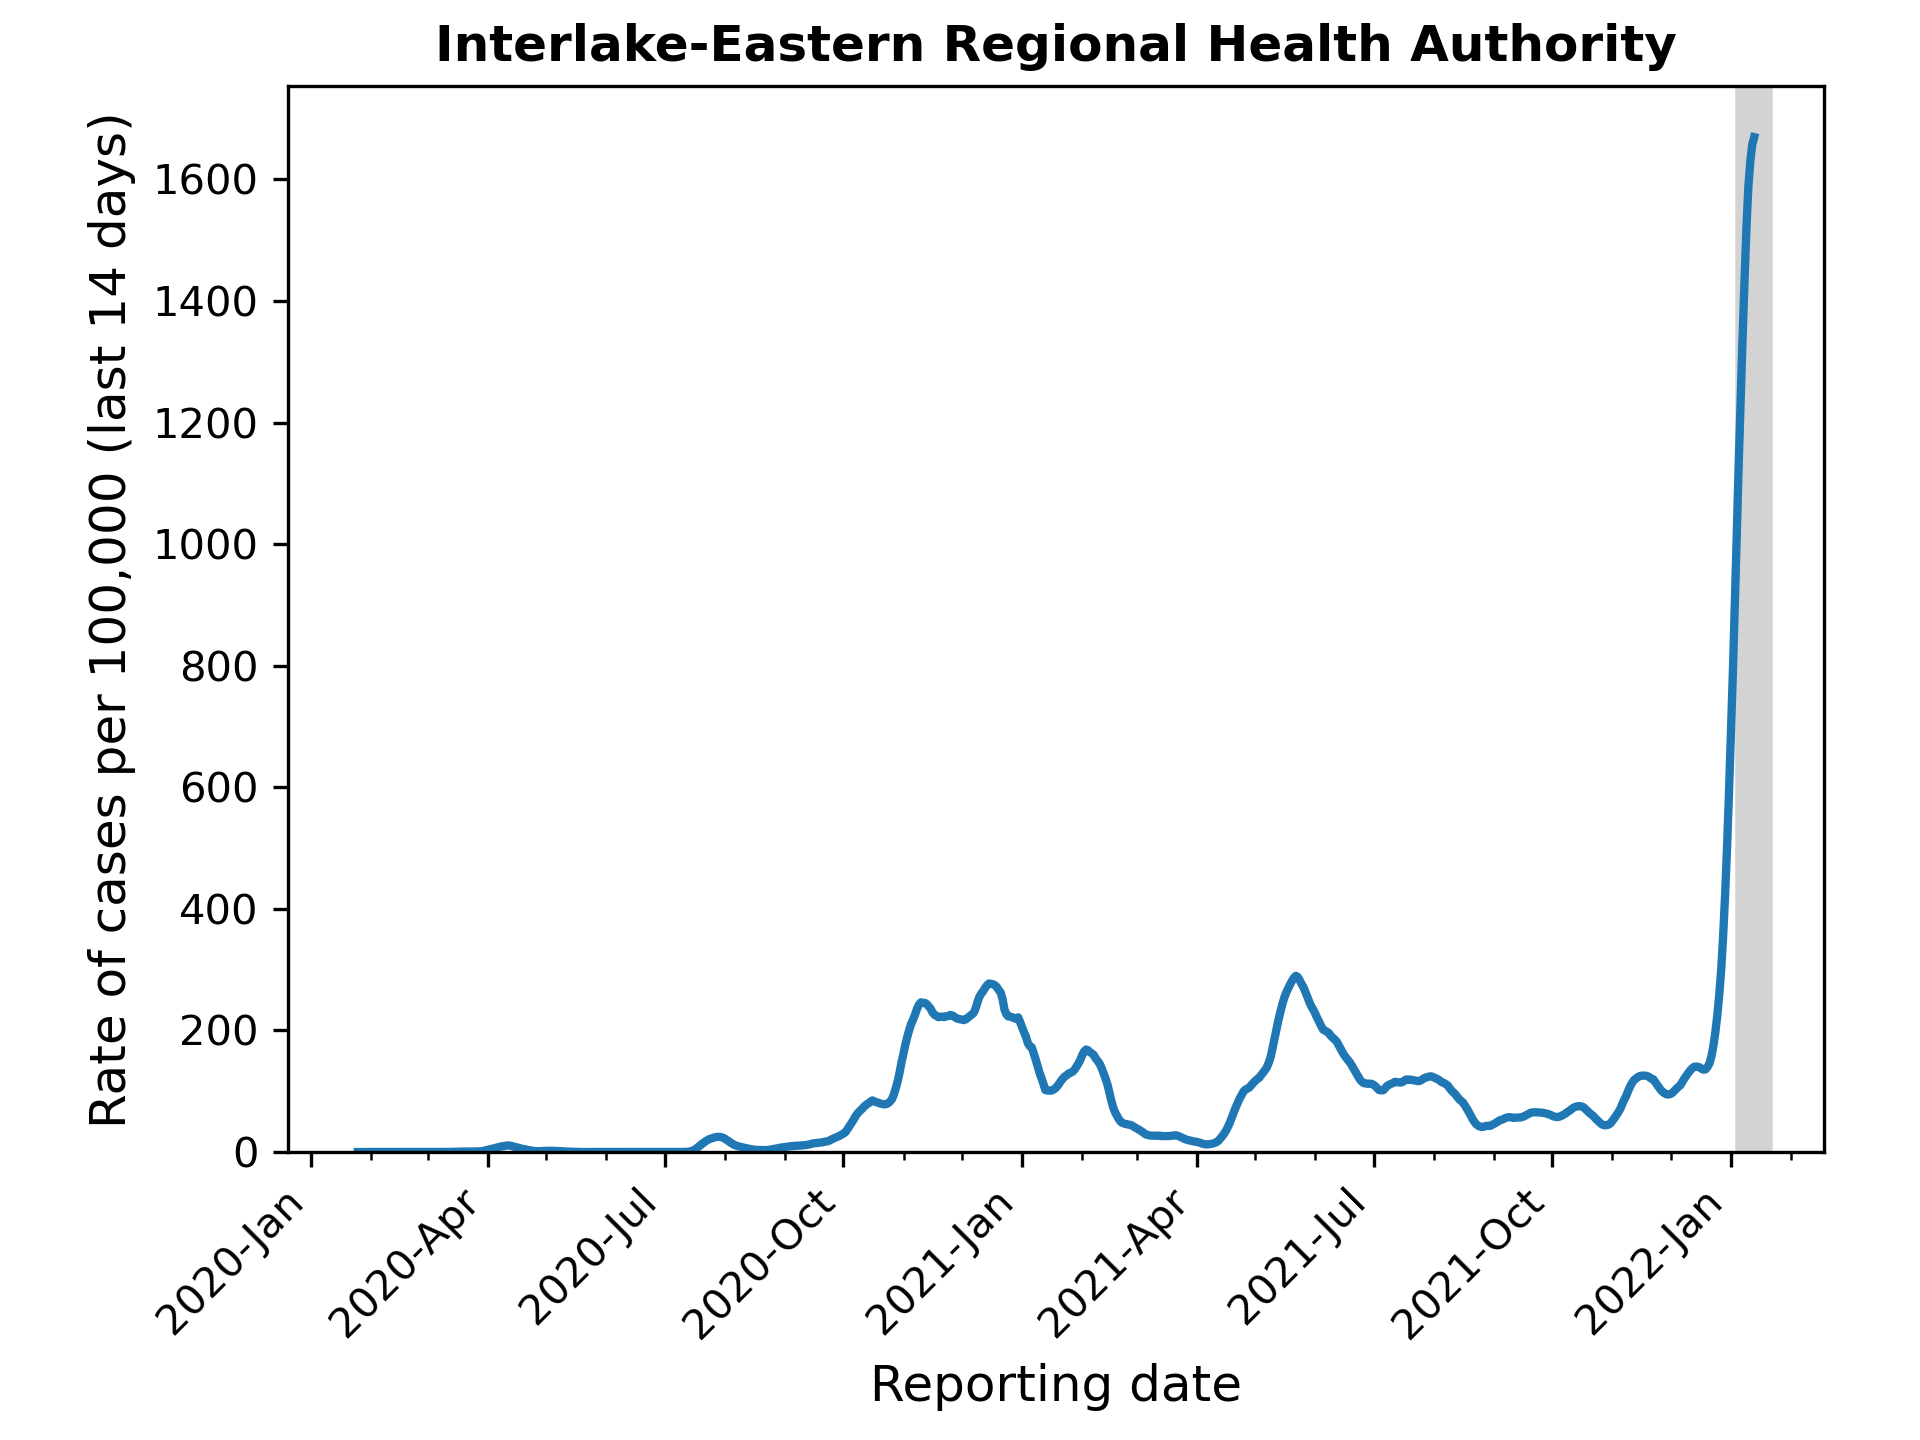 Interlake-Eastern Regional Health Authority
Rate of cases per 100,000 (last 14 days)
1600
1400
1200
1000
800
600
400
200
0
2020-Jan
2020-Apr
2020-Jul
2020-Oct
2021-Jan
2021-Apr
2021-Jul
2021-Oct
2022-Jan
Reporting date